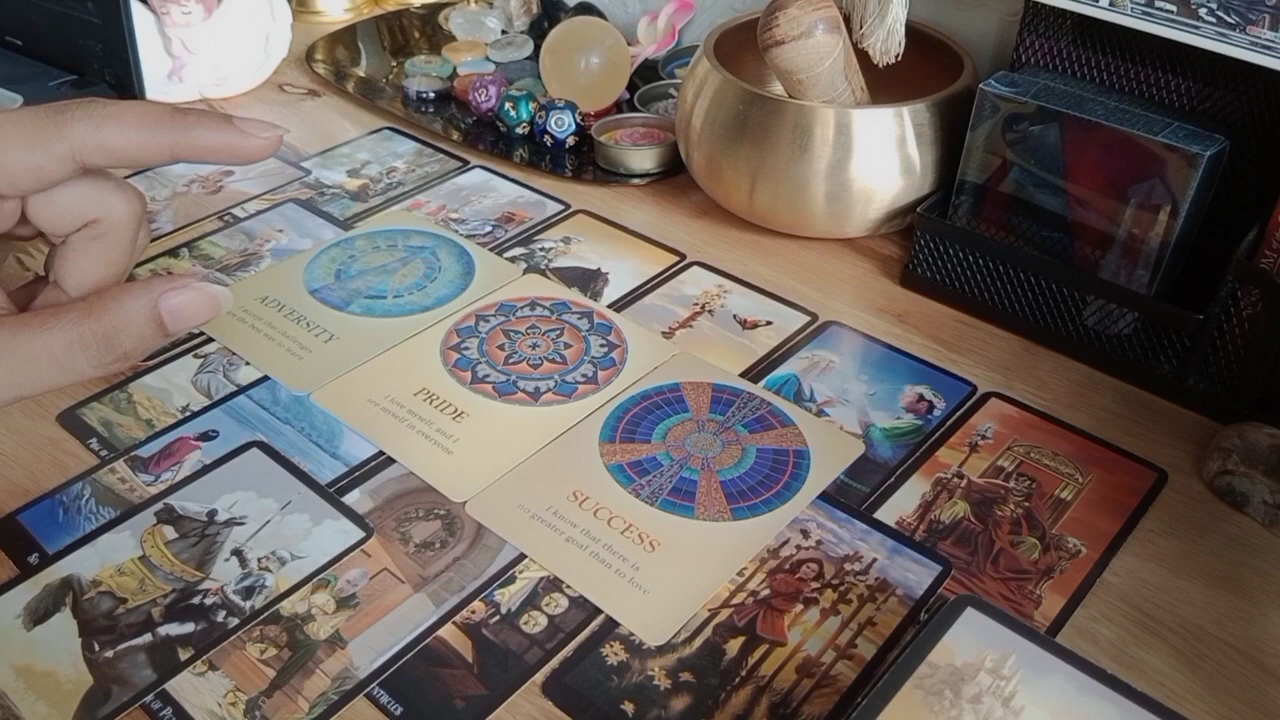 ADVERSITY
I accept that challenges
are the best way to learn
PRIDE
I love myself, and I
see myself in everyone
SUCCESS
I know that there is
no greater goal than to love